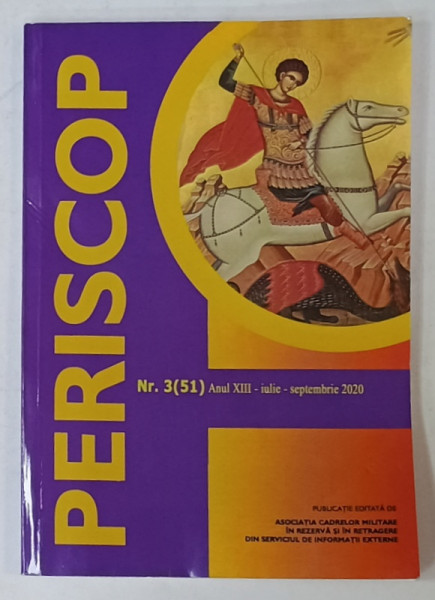 PERISCOP
Nr. 3(51) Anul XIII - iulie - septembrie 2020
PUBLICAȚIE EDITATĂ DE
ASOCIAȚIA CADRELOR MILITARE
ÎN REZERVĂ ȘI ÎN RETRAGERE
DIN SERVICIUL DE INFORMAȚII EXTERNE